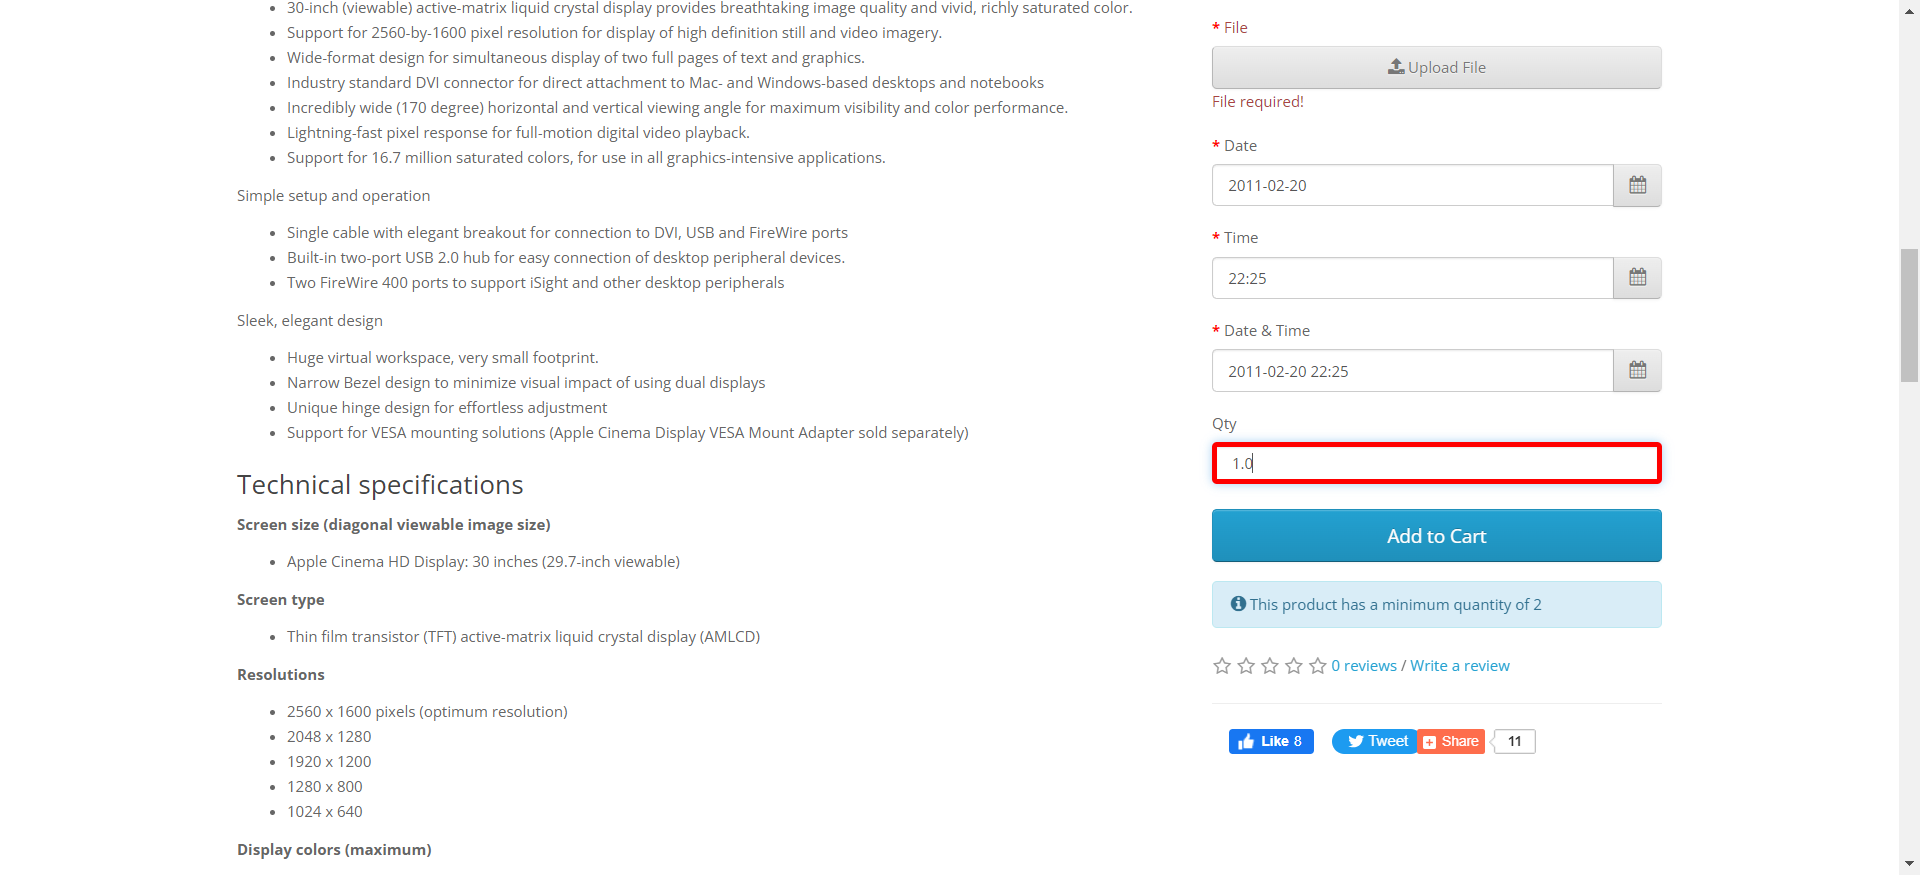 30-inch (viewable) active-matrix liquid crystal display provides breathtaking image quality and vivid, richly saturated color.
Support for 2560-by-1600 pixel resolution for display of high definition still and video imagery.
Wide-format design for simultaneous display of two full pages of text and graphics.
Industry standard DVI connector for direct attachment to Mac- and Windows-based desktops and notebooks
Incredibly wide (170 degree) horizontal and vertical viewing angle for maximum visibility and color performance.
Lightning-fast pixel response for full-motion digital video playback.
Support for 16.7 million saturated colors, for use in all graphics-intensive applications.
Simple setup and operation
Single cable with elegant breakout for connection to DVI, USB and FireWire ports
Built-in two-port USB 2.0 hub for easy connection of desktop peripheral devices.
Two FireWire 400 ports to support iSight and other desktop peripherals
Sleek, elegant design
Huge virtual workspace, very small footprint.
Narrow Bezel design to minimize visual impact of using dual displays
Unique hinge design for effortless adjustment
Support for VESA mounting solutions (Apple Cinema Display VESA Mount Adapter sold separately)
Technical specifications
Screen size (diagonal viewable image size)
Apple Cinema HD Display: 30 inches (29.7-inch viewable)
Screen type
Thin film transistor (TFT) active-matrix liquid crystal display (AMLCD)
Resolutions
2560 x 1600 pixels (optimum resolution)
2048 x 1280
1920 x 1200
1280 x 800
1024 x 640
Display colors (maximum)
* File
Upload File
File required!
* Date
2011-02-20
* Time
22:25
* Date & Time
2011-02-20 22:25
Qty
1.0
Add to Cart
This product has a minimum quantity of 2
0 reviews / Write a review
Like 8 Tweet Share 11